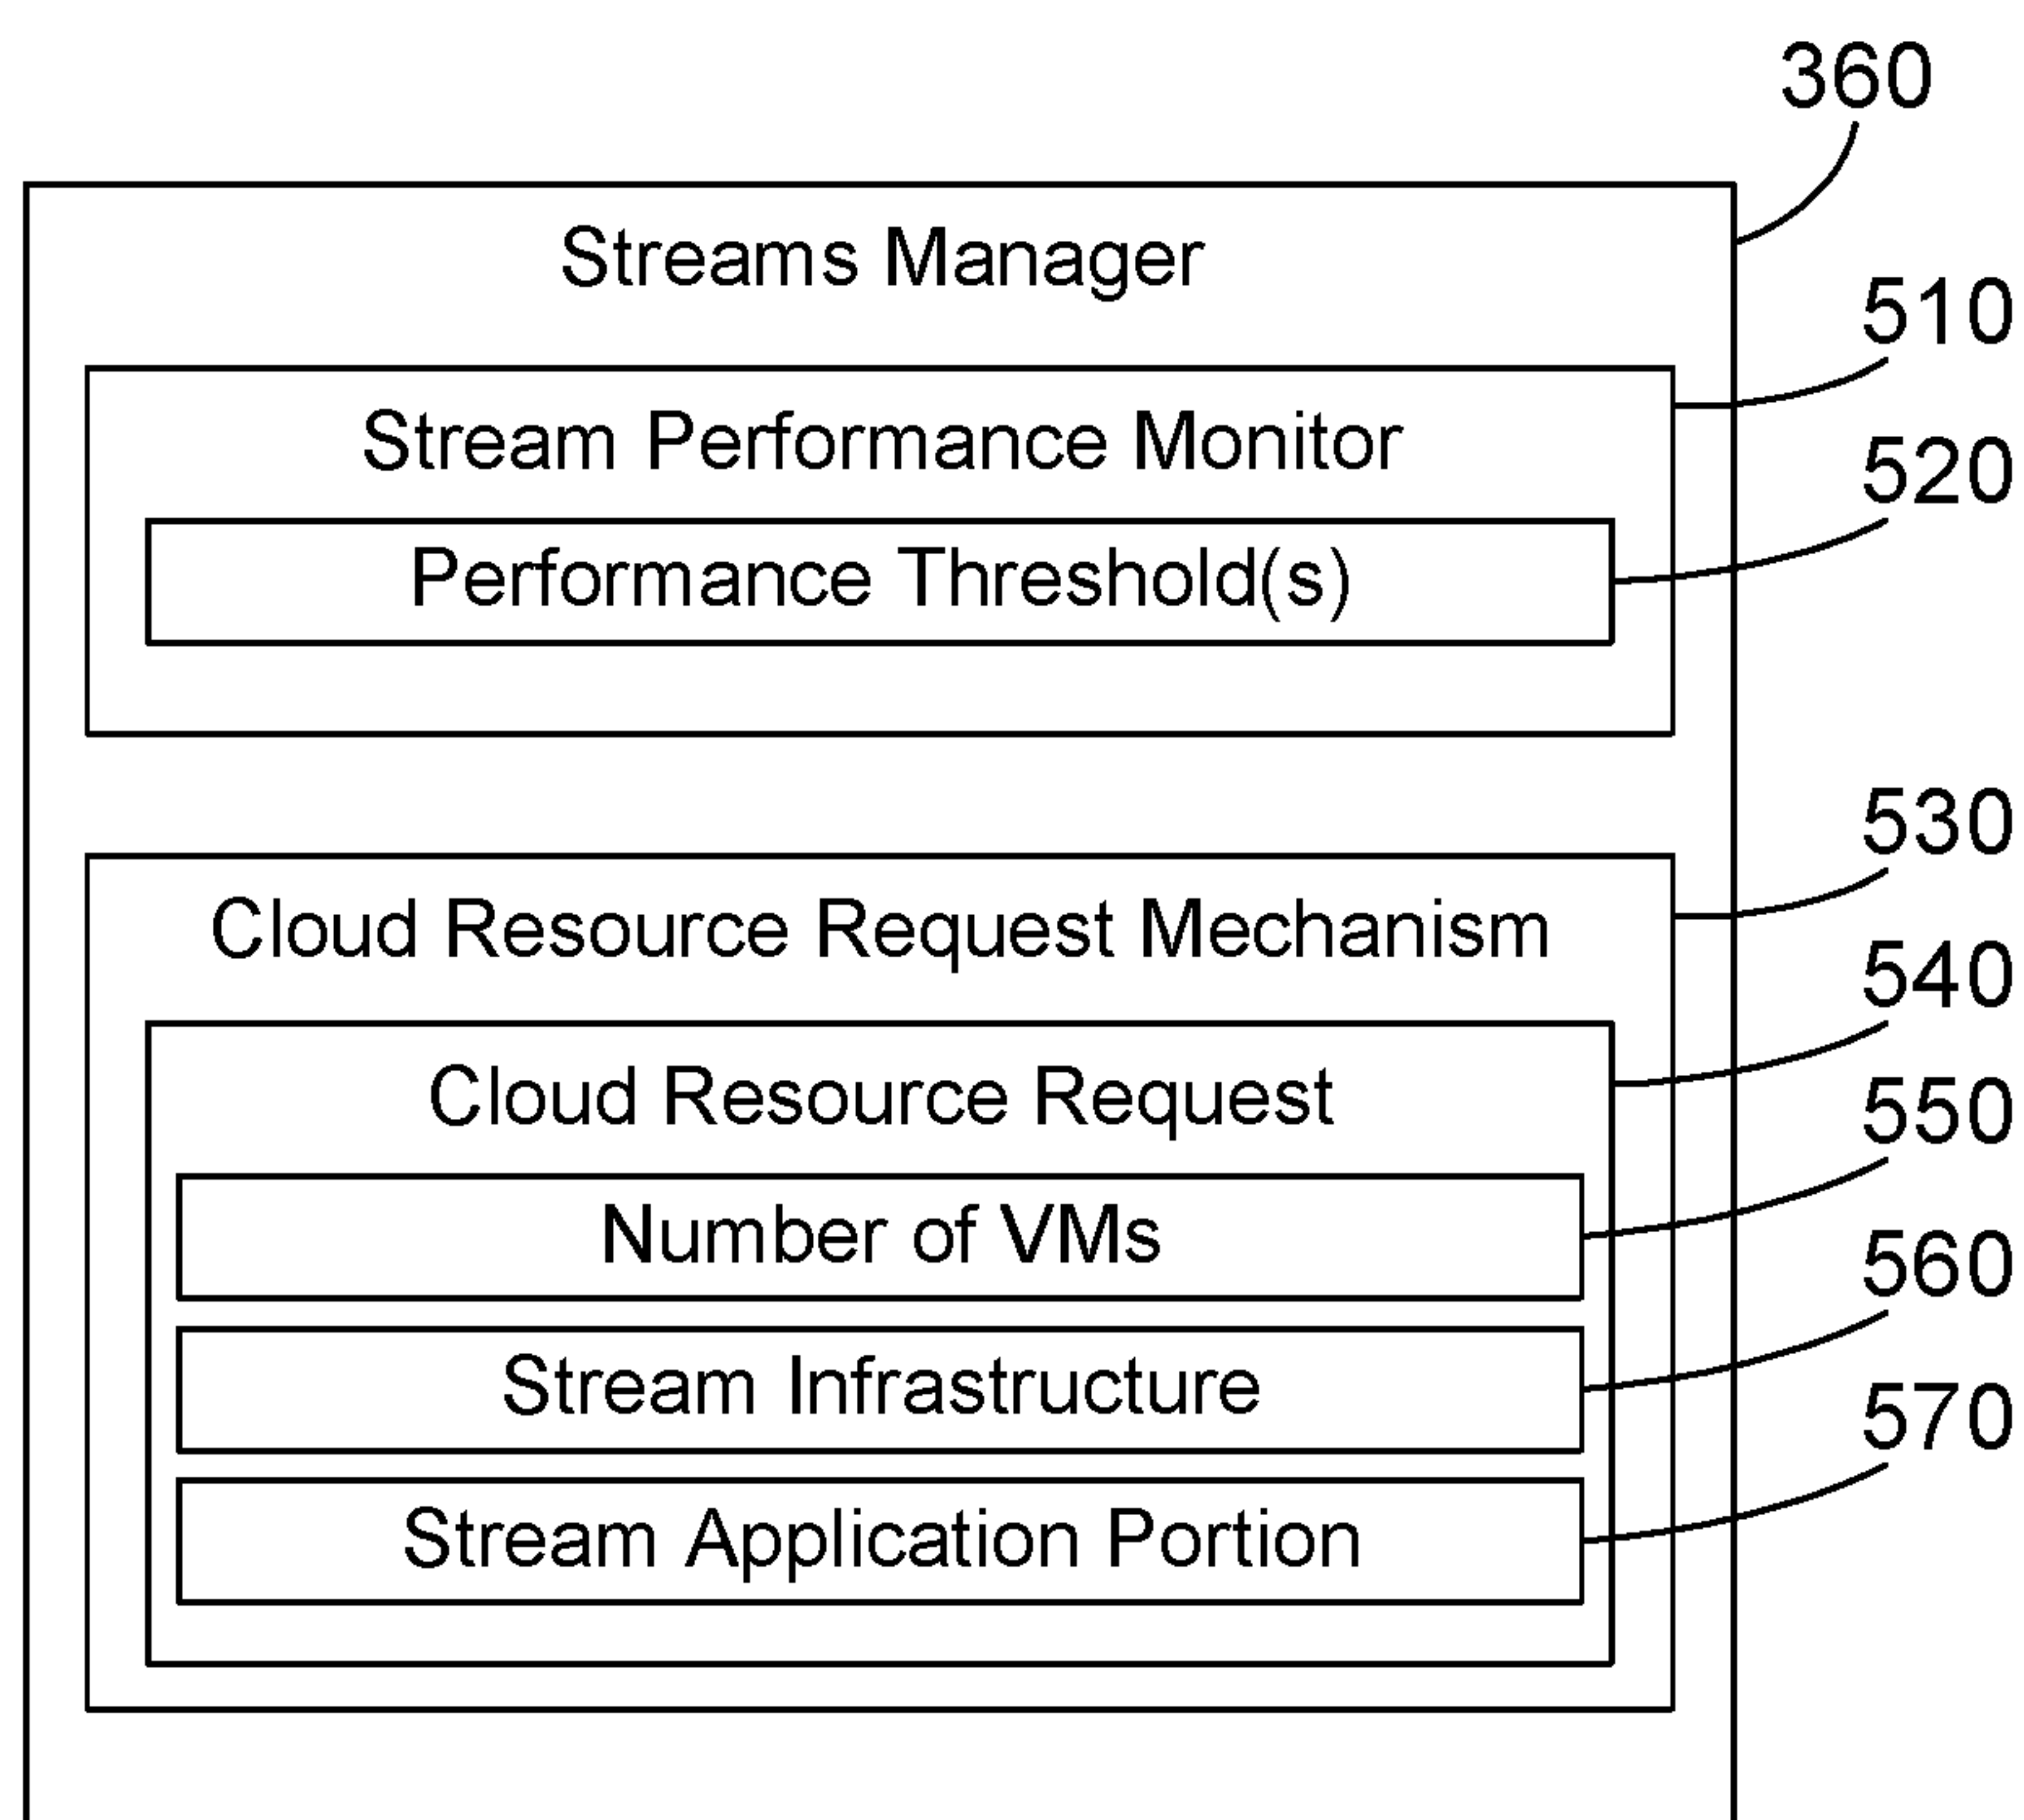 360
Streams Manager
510
Stream Performance Monitor
520
Performance Threshold(s)
530
Cloud Resource Request Mechanism
540
Cloud Resource Request
550
Number of VMs
560
Stream Infrastructure
570
Stream Application Portion